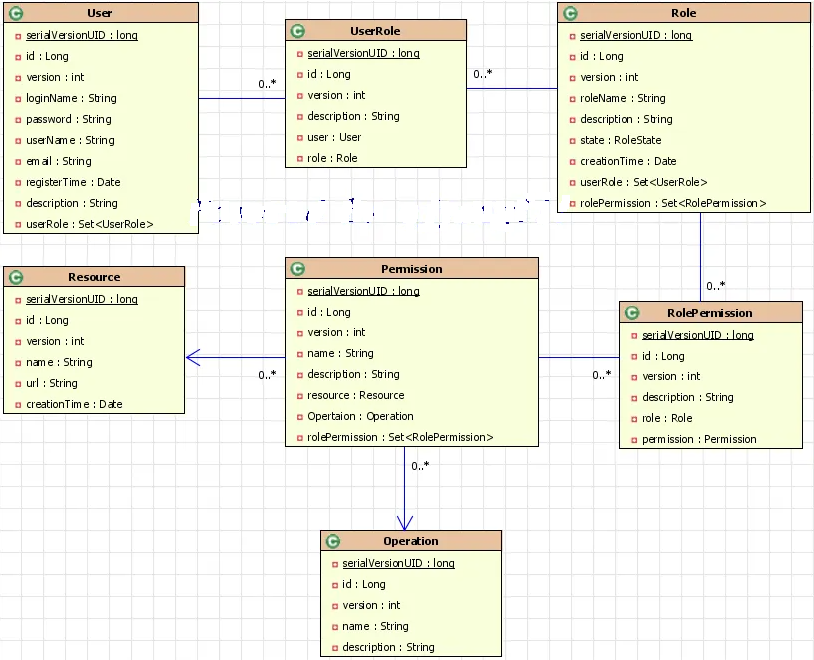 User
serialVersionUID : long
id : Long
version : int
loginName : String
password : String
userName : String
email : String
registerTime : Date
description : String
userRole : Set<UserRole>
0..*
UserRole
serialVersionUID : long
id : Long
version : int
description : String
user : User
role : Role
0..*
Role
serialVersionUID : long
id : Long
version : int
roleName : String
description : String
state : RoleState
creationTime : Date
userRole : Set<UserRole>
rolePermission : Set<RolePermission>
0..*
Resource
serialVersionUID : long
id : Long
version : int
name : String
url : String
creationTime : Date
0..*
Permission
serialVersionUID : long
id : Long
version : int
name : String
description : String
resource : Resource
Opertaion : Operation
rolePermission : Set<RolePermission>
0..*
0..*
RolePermission
serialVersionUID : long
id : Long
version : int
description : String
role : Role
permission : Permission
Operation
serialVersionUID : long
id : Long
version : int
name : String
description : String